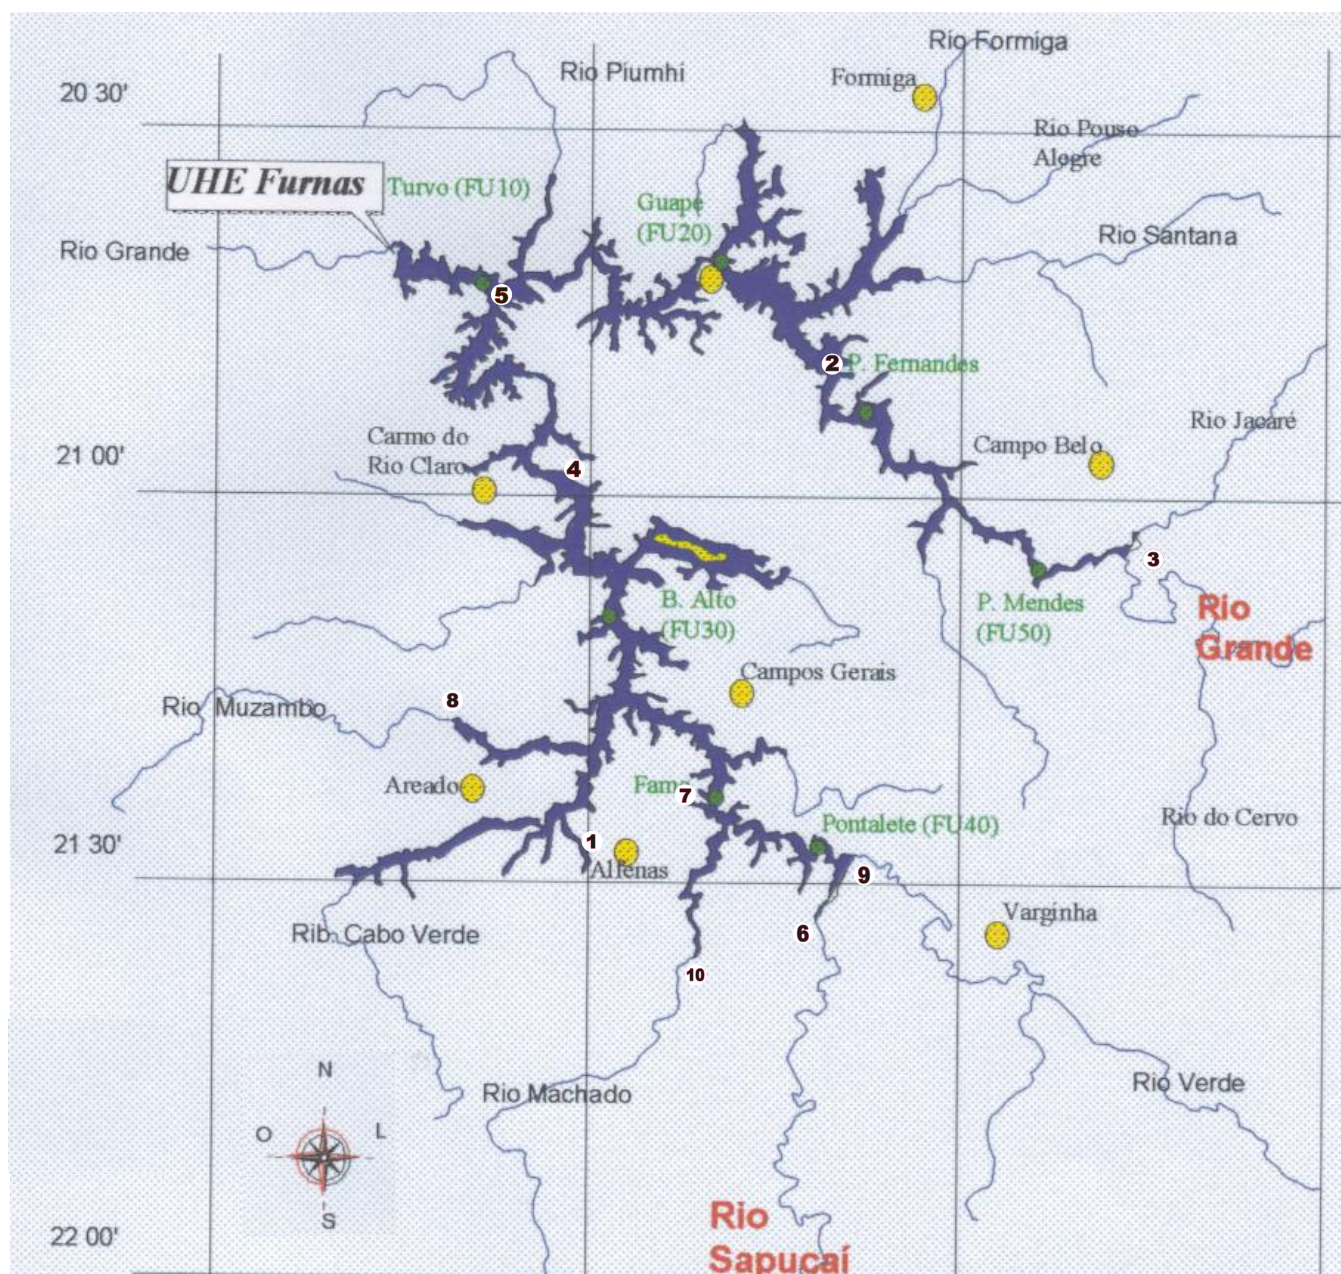 Rio Formiga
Rio Piumhi
Formiga
20 30'
Rio Pouso
Alegre
UHE Furnas
Turvo (FU10)
Guapé
(FU20)
Rio Grande
Rio Santana
5
2
P. Fernandes
Carmo do
Rio Claro
Rio Jacaré
Campo Belo
21 00'
4
3
B. Alto
(FU30)
P. Mendes
(FU50)
Rio
Grande
Campos Gerais
8
Rio Muzambo
Areado
Fama
7
Rio do Cervo
21 30'
1
Alfenas
Pontalete (FU40)
9
Varginha
6
Rib. Cabo Verde
10
N
Rio Machado
Rio Verde
O
L
S
Rio
Sapucaí
22 00'